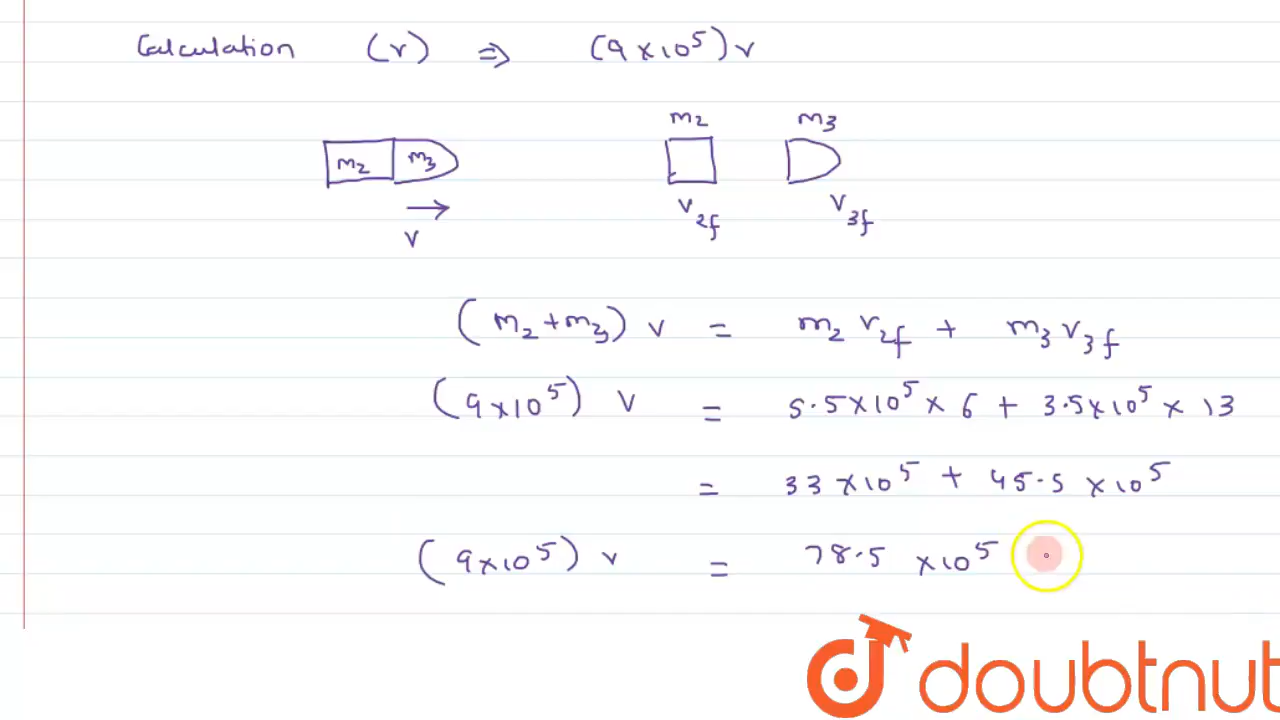 Calculation (v) ⇒ (9×10⁵) v
m₂ m₃
m₂ m₃
v₂f v₃f
v
(m₂+m₃) v = m₂ v₂f + m₃ v₃f
(9×10⁵) v = 5.5×10⁵ × 6 + 3.5×10⁵ × 13
= 33×10⁵ + 45.5 ×10⁵
(9×10⁵) v = 78.5 ×10⁵
doubtnut